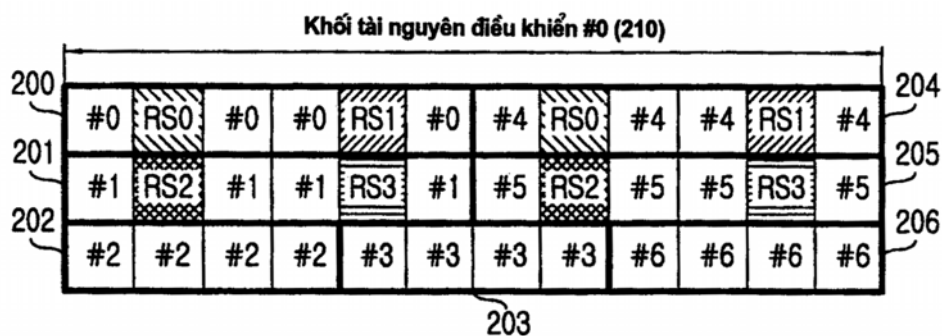 Khối tài nguyên điều khiển #0 (210)
200 #0 RS0 #0 #0 RS1 #0 #4 RS0 #4 #4 RS1 #4 204
201 #1 RS2 #1 #1 RS3 #1 #5 RS2 #5 #5 RS3 #5 205
202 #2 #2 #2 #2 #3 #3 #3 #3 #6 #6 #6 #6 206
203